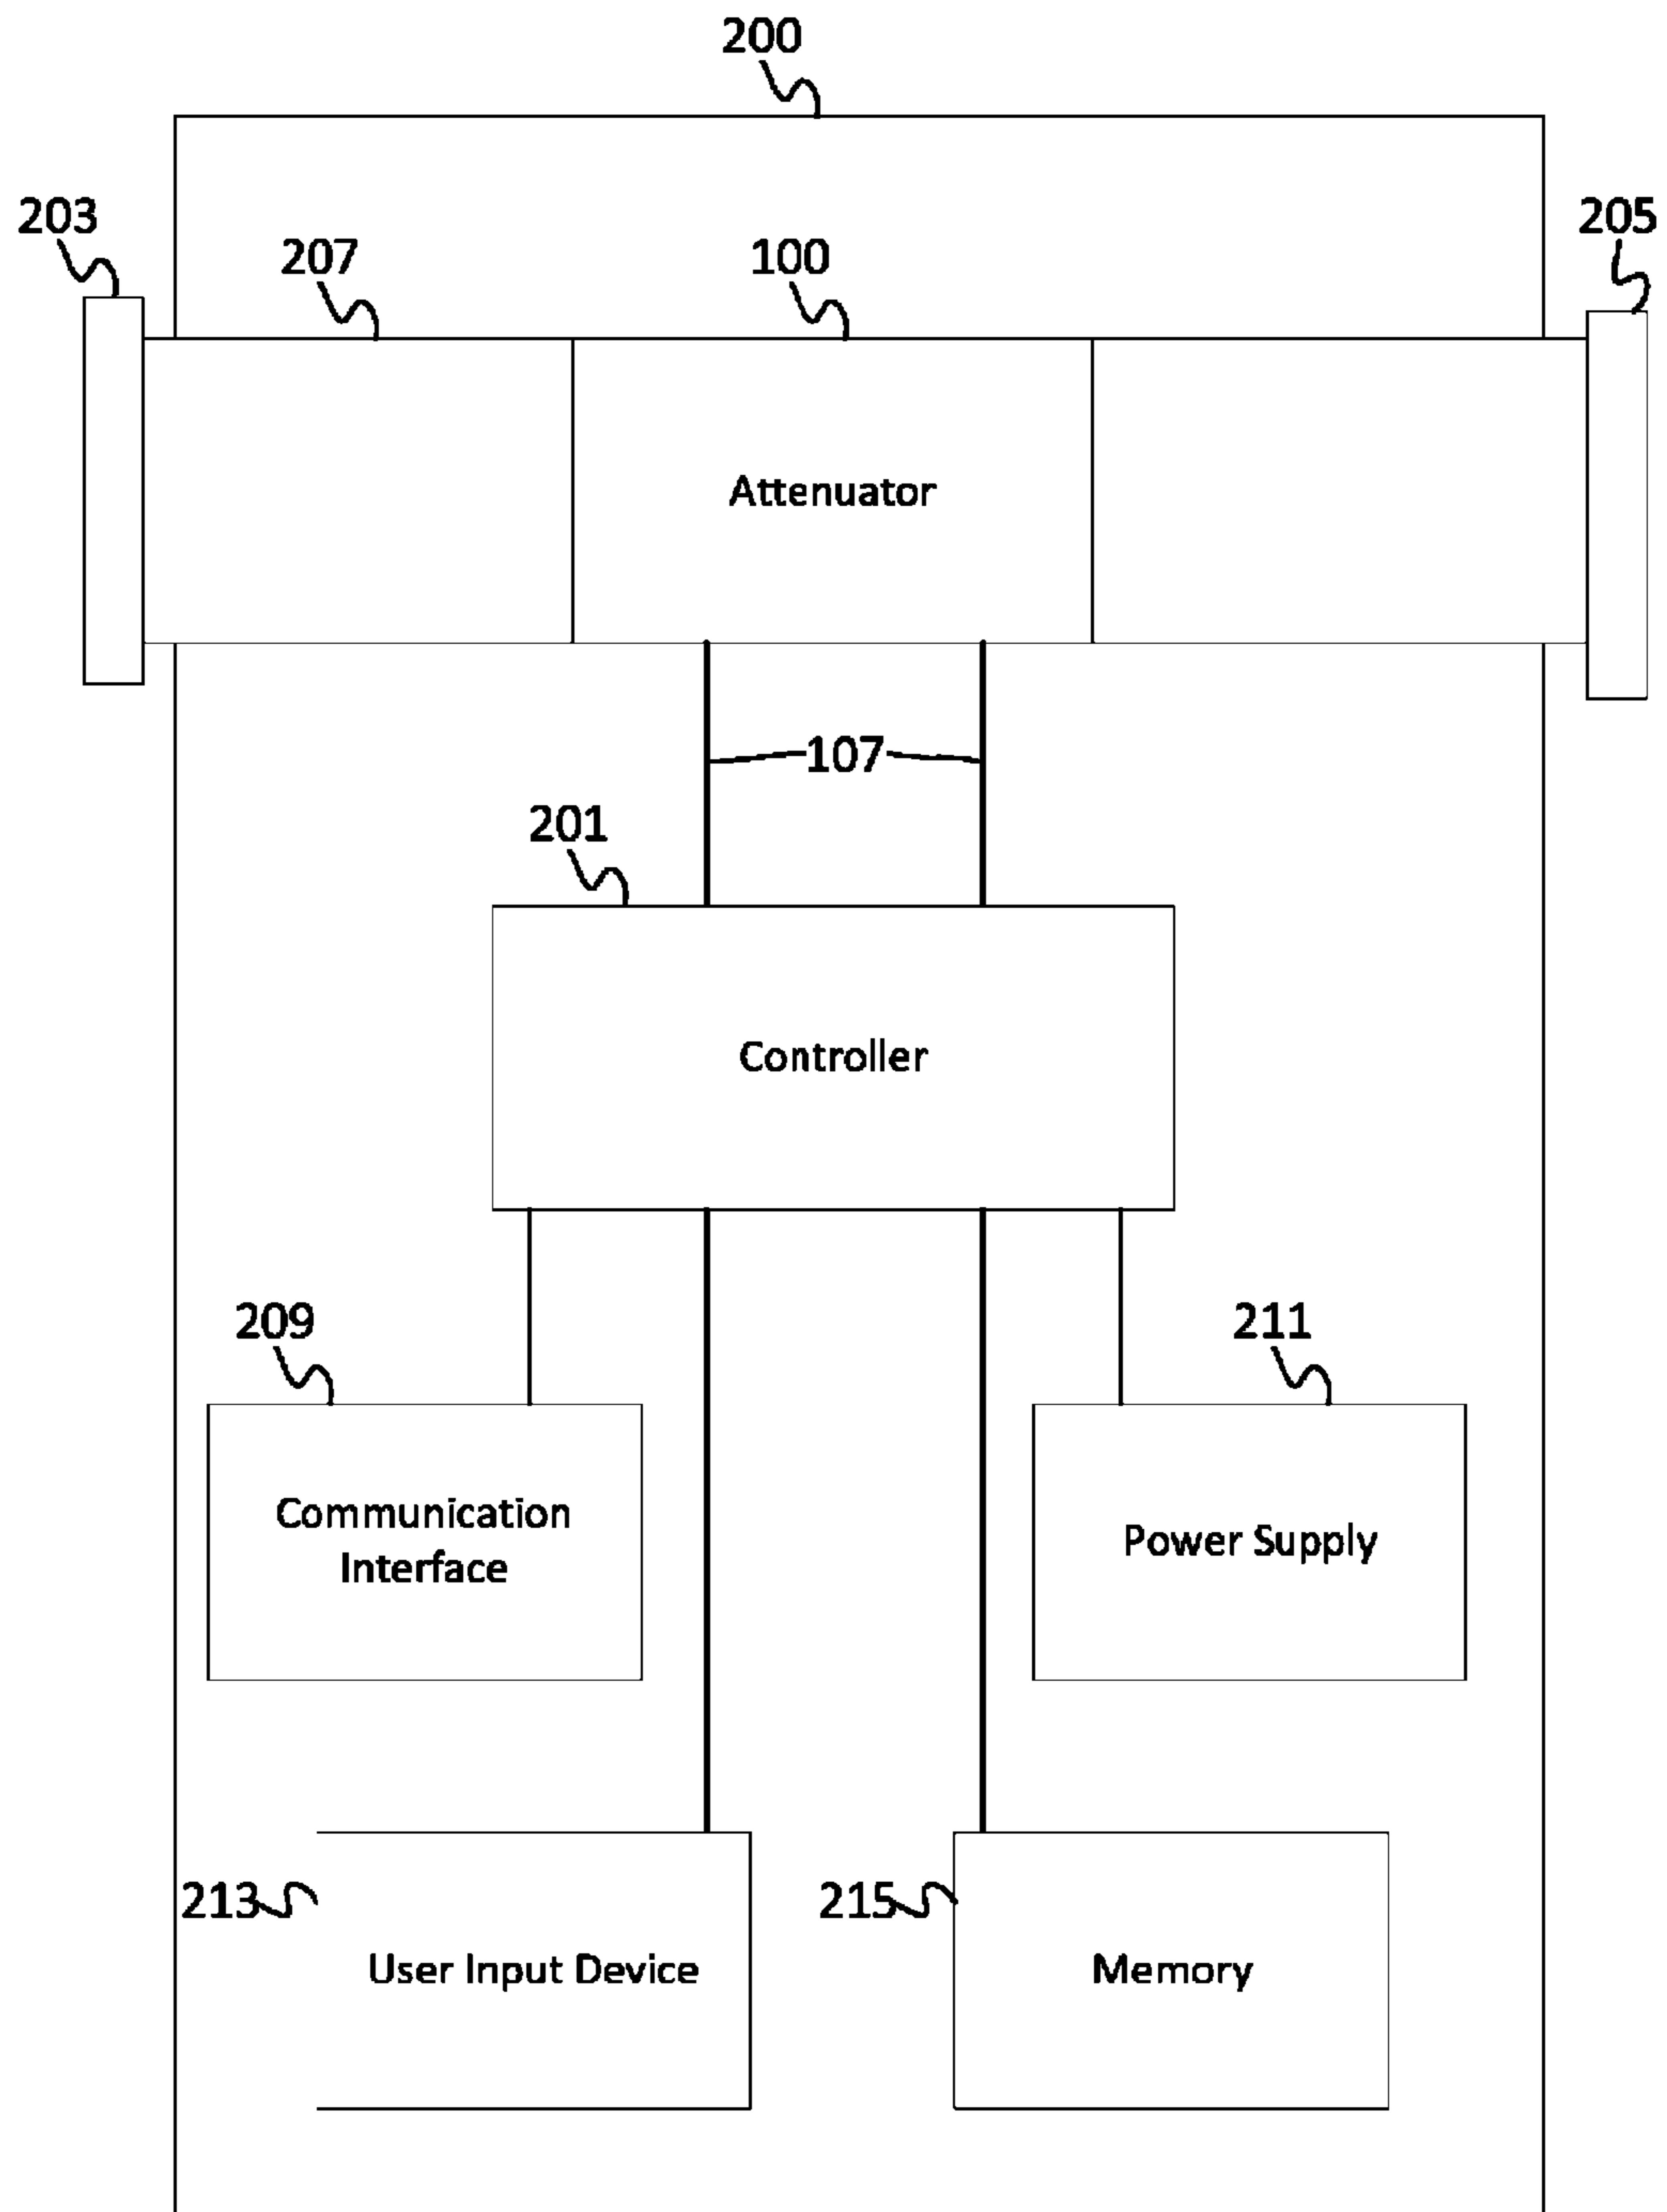 200
203
205
207
100
Attenuator
107
201
Controller
209
211
Communication
Interface
Power Supply
213
215
User Input Device
Memory